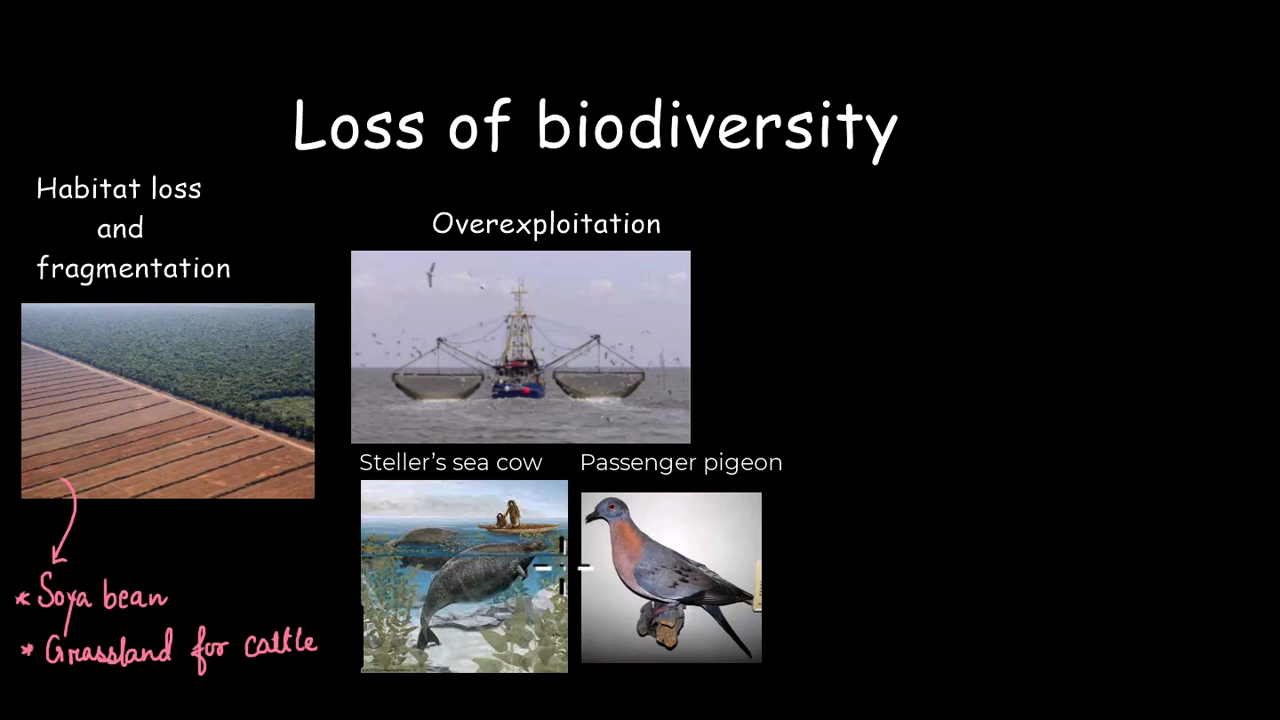 Loss of biodiversity
Habitat loss
and
fragmentation
Overexploitation
Steller's sea cow
Passenger pigeon
* Soya bean
* Grassland for cattle